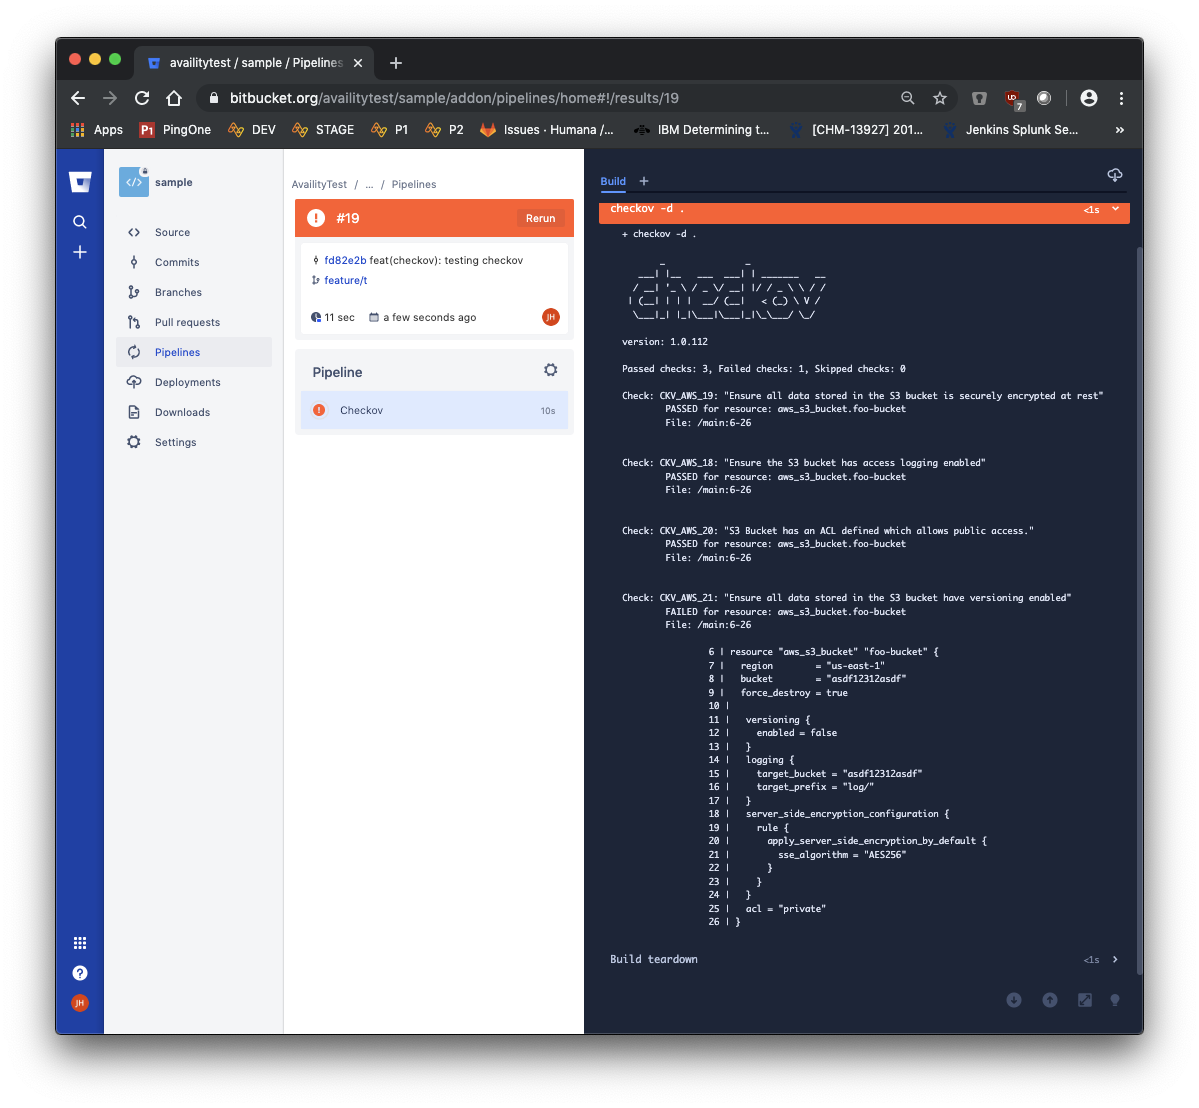 availitytest / sample / Pipelines
bitbucket.org/availitytest/sample/addon/pipelines/home#!/results/19
7
Apps
P1 PingOne
DEV
STAGE
P1
P2
Issues · Humana /...
IBM Determining t...
[CHM-13927] 201...
Jenkins Splunk Se...
»
sample
Source
Commits
Branches
Pull requests
Pipelines
Deployments
Downloads
Settings
JH
AvailityTest / ... / Pipelines
#19
Rerun
fd82e2b feat(checkov): testing checkov
feature/t
11 sec
a few seconds ago
JH
Pipeline
Checkov
10s
Build
checkov -d .
<1s
+ checkov -d .
version: 1.0.112
Passed checks: 3, Failed checks: 1, Skipped checks: 0
Check: CKV_AWS_19: "Ensure all data stored in the S3 bucket is securely encrypted at rest"
PASSED for resource: aws_s3_bucket.foo-bucket
File: /main:6-26
Check: CKV_AWS_18: "Ensure the S3 bucket has access logging enabled"
PASSED for resource: aws_s3_bucket.foo-bucket
File: /main:6-26
Check: CKV_AWS_20: "S3 Bucket has an ACL defined which allows public access."
PASSED for resource: aws_s3_bucket.foo-bucket
File: /main:6-26
Check: CKV_AWS_21: "Ensure all data stored in the S3 bucket have versioning enabled"
FAILED for resource: aws_s3_bucket.foo-bucket
File: /main:6-26
6 | resource "aws_s3_bucket" "foo-bucket" {
7 |   region        = "us-east-1"
8 |   bucket        = "asdf12312asdf"
9 |   force_destroy = true
10 |
11 |   versioning {
12 |     enabled = false
13 |   }
14 |   logging {
15 |     target_bucket = "asdf12312asdf"
16 |     target_prefix = "log/"
17 |   }
18 |   server_side_encryption_configuration {
19 |     rule {
20 |       apply_server_side_encryption_by_default {
21 |         sse_algorithm = "AES256"
22 |       }
23 |     }
24 |   }
25 |   acl = "private"
26 | }
Build teardown
<1s